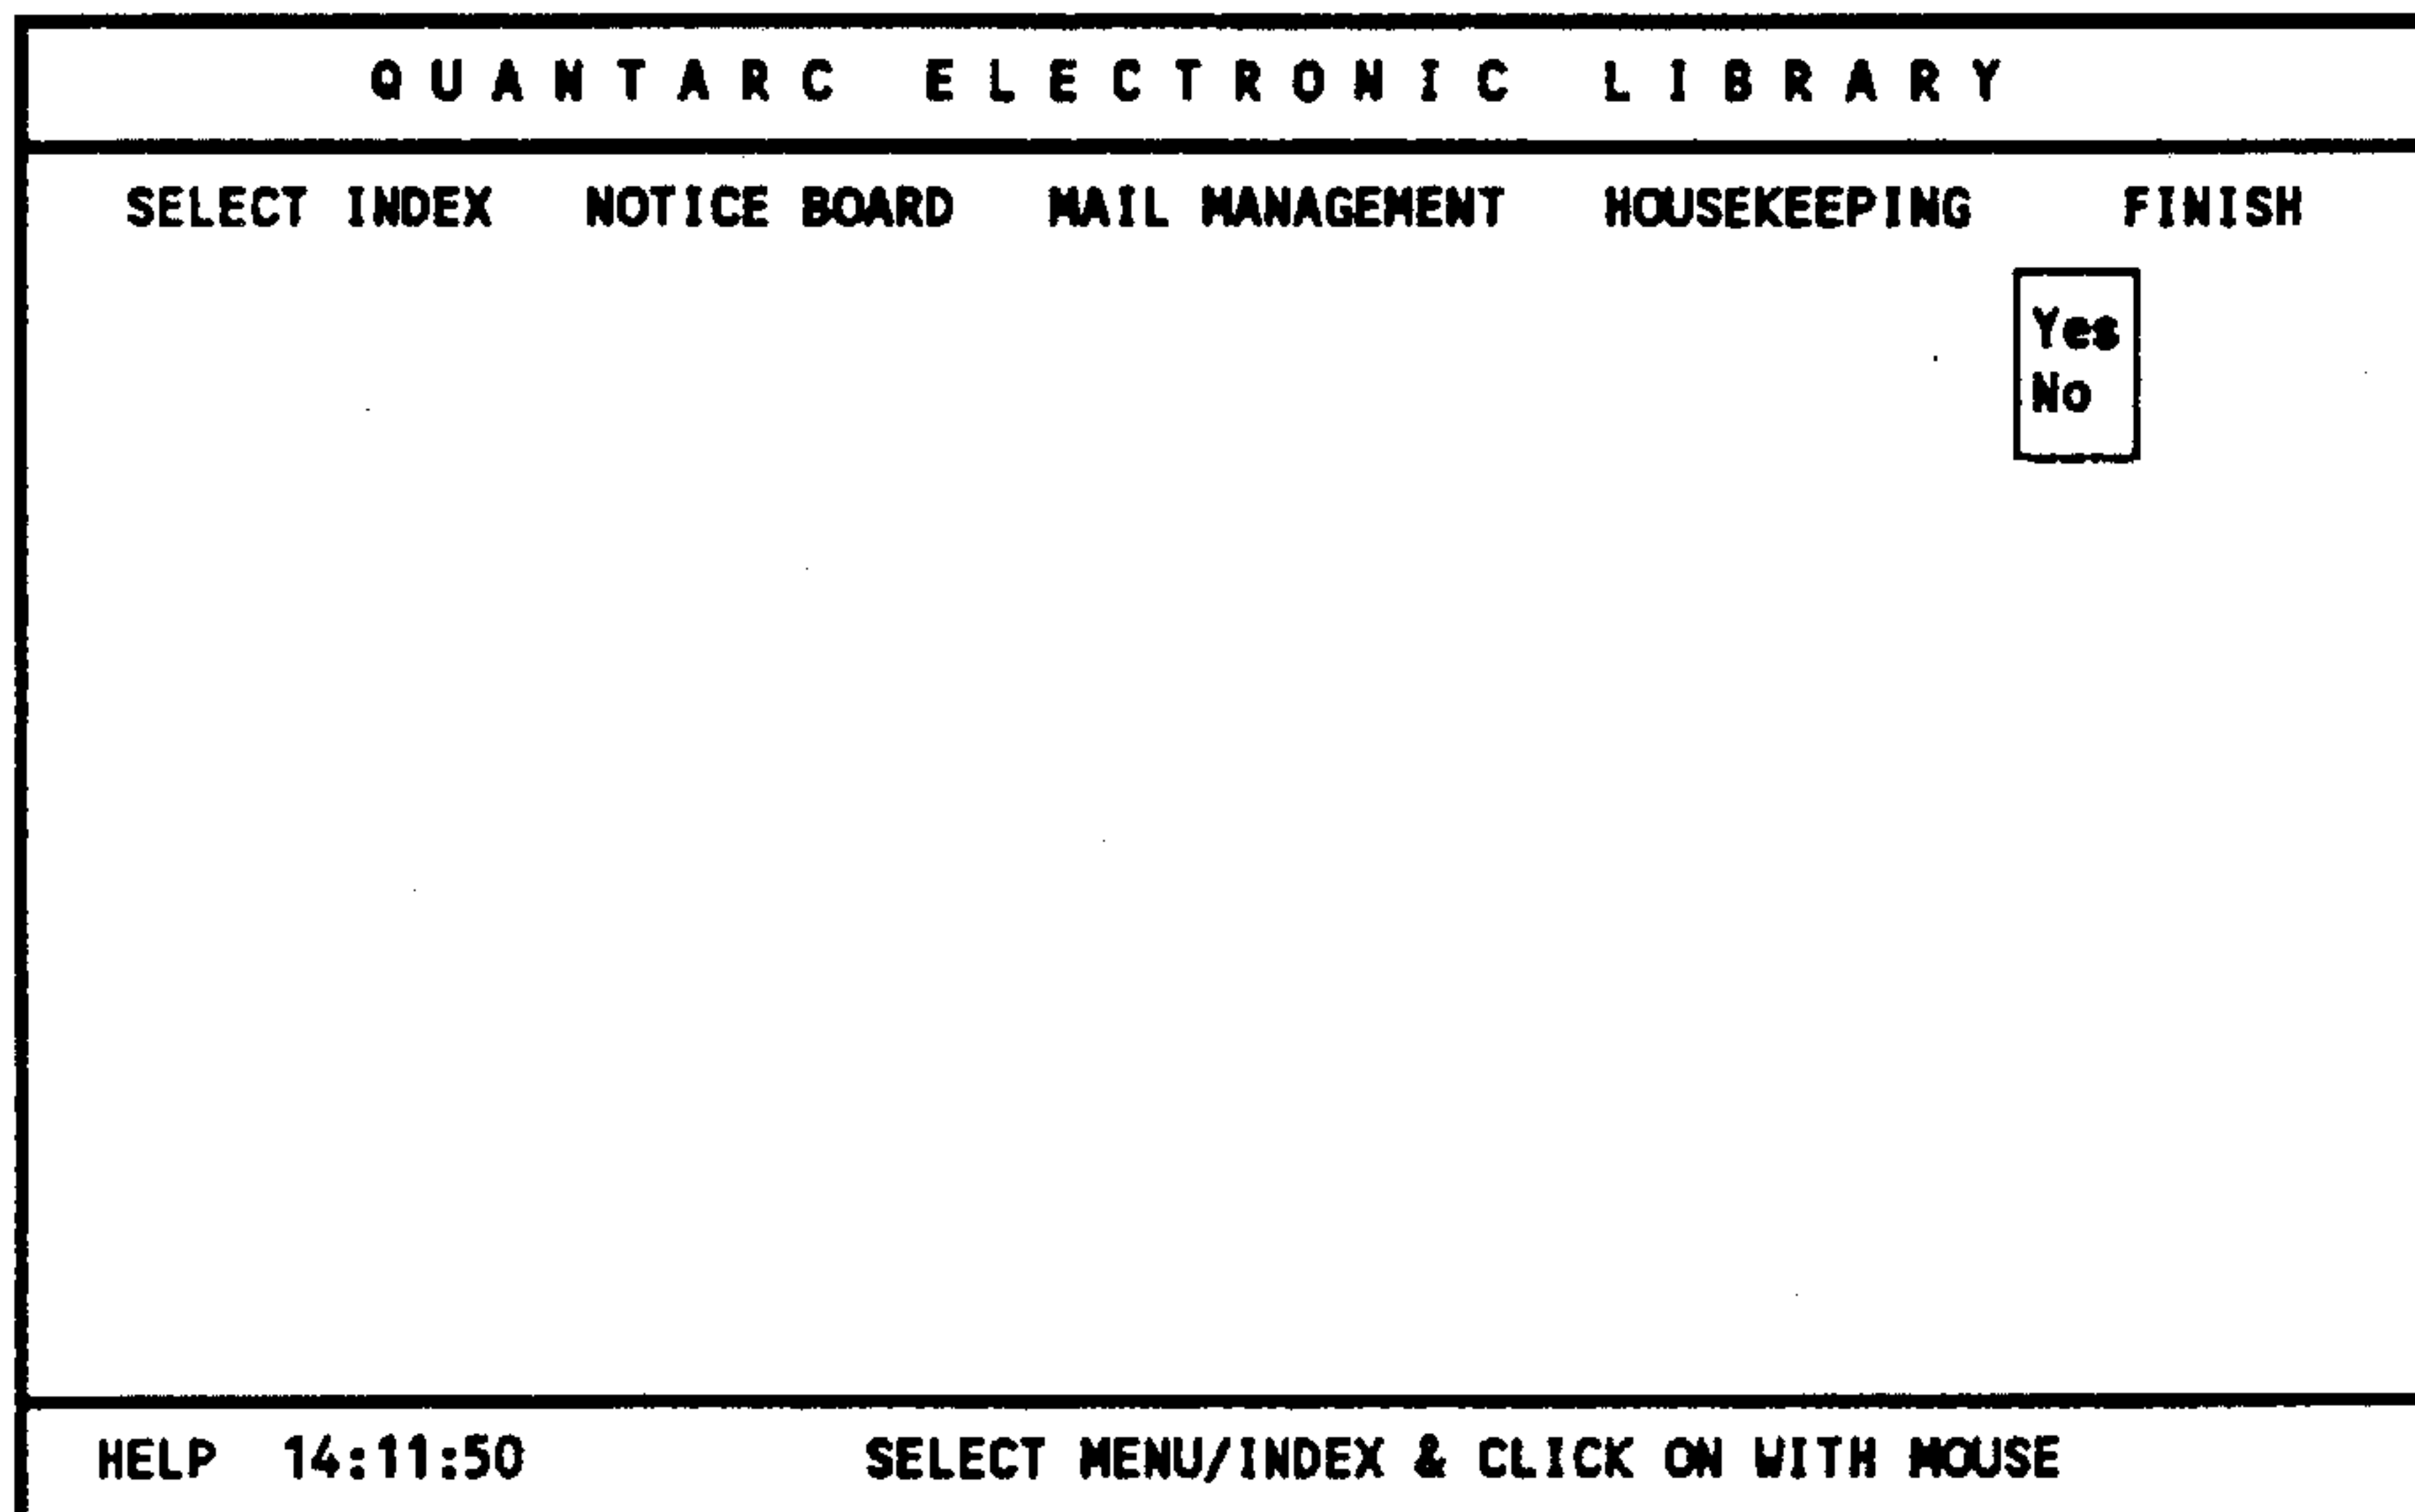 QUANTARC ELECTRONIC LIBRARY
SELECT INDEX NOTICE BOARD MAIL MANAGEMENT HOUSEKEEPING FINISH
Yes
No
HELP 14:11:50 SELECT MENU/INDEX & CLICK ON WITH MOUSE